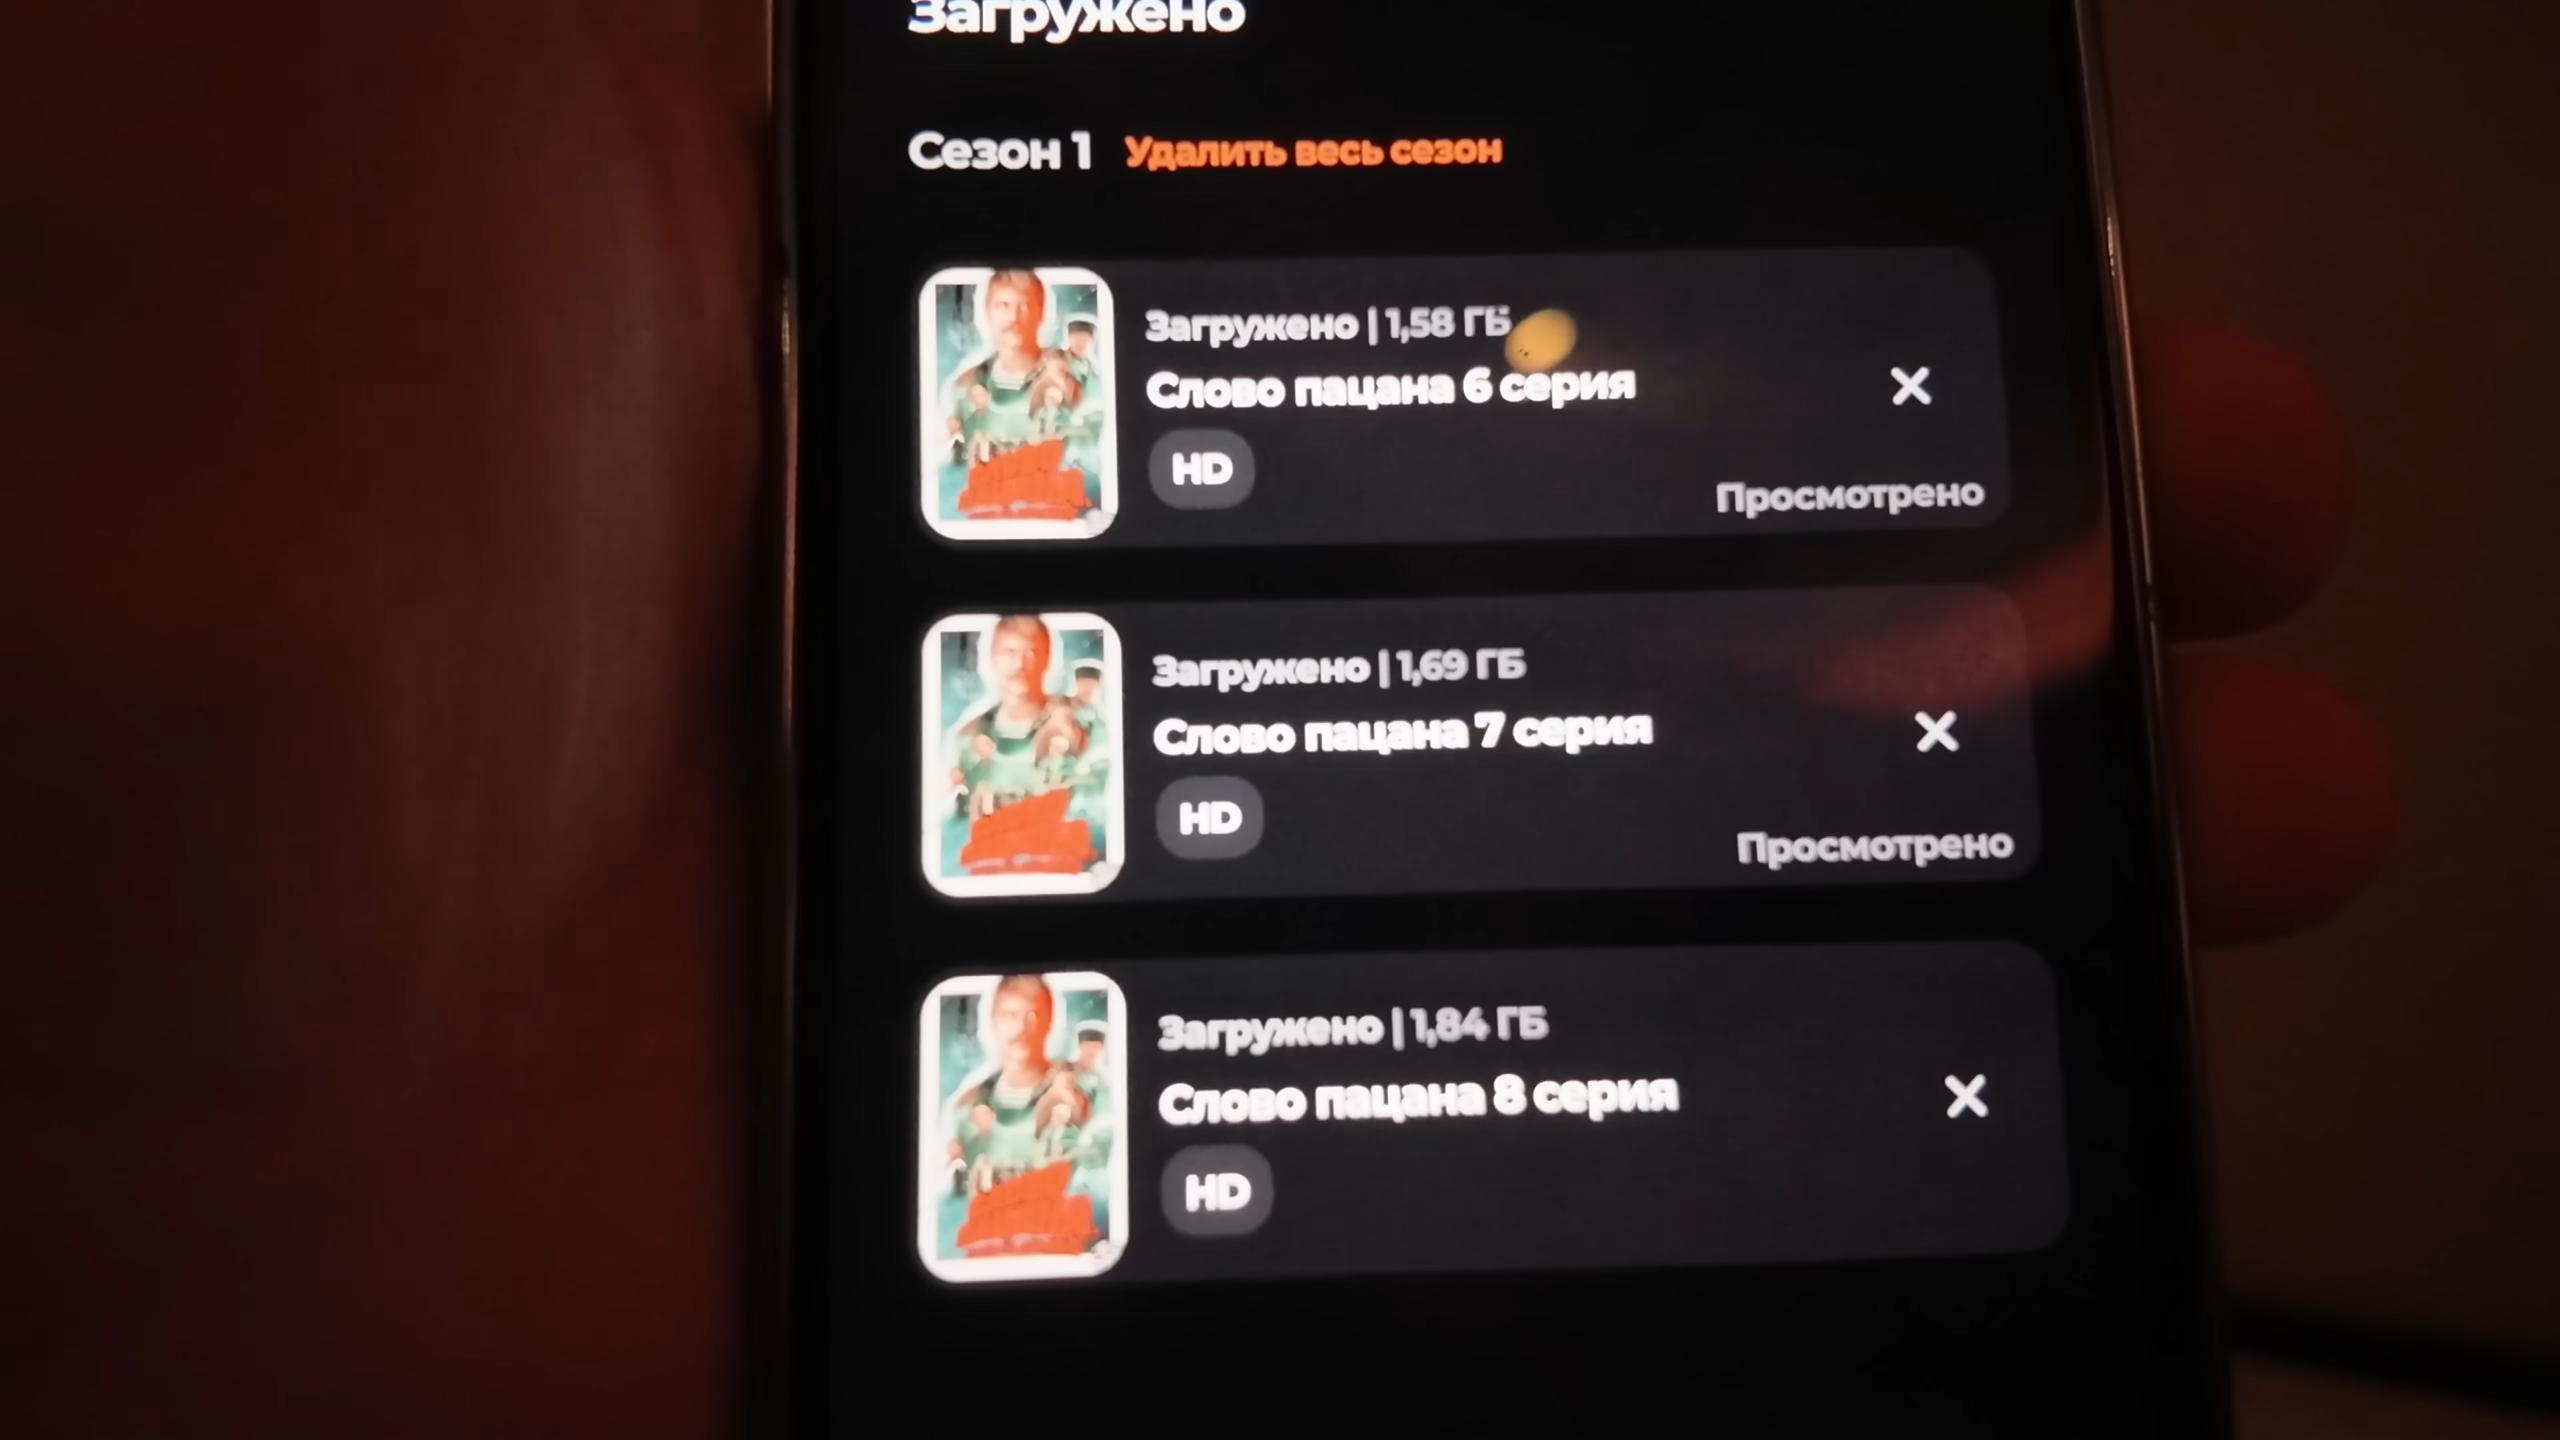 Загружено
Сезон 1 Удалить весь сезон
Загружено | 1,58 ГБ
Слово пацана 6 серия
HD
Просмотрено
Загружено | 1,69 ГБ
Слово пацана 7 серия
HD
Просмотрено
Загружено | 1,84 ГБ
Слово пацана 8 серия
HD